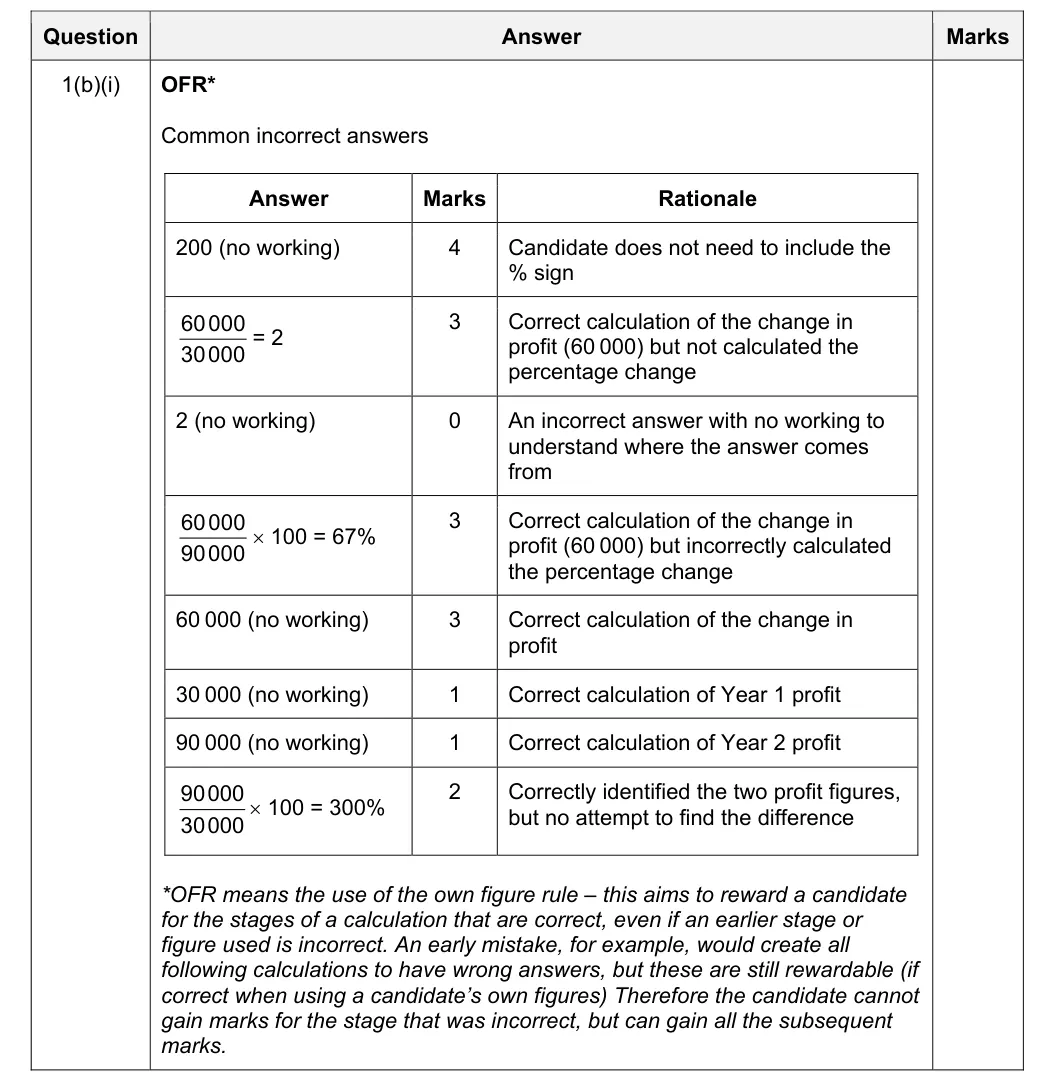 Question Answer Marks
1(b)(i) OFR*
Common incorrect answers
Answer Marks Rationale
200 (no working) 4 Candidate does not need to include the
% sign
60 000
30 000
= 2
3 Correct calculation of the change in
profit (60 000) but not calculated the
percentage change
2 (no working) 0 An incorrect answer with no working to
understand where the answer comes
from
60 000
90 000
× 100 = 67%
3 Correct calculation of the change in
profit (60 000) but incorrectly calculated
the percentage change
60 000 (no working) 3 Correct calculation of the change in
profit
30 000 (no working) 1 Correct calculation of Year 1 profit
90 000 (no working) 1 Correct calculation of Year 2 profit
90 000
30 000
× 100 = 300%
2 Correctly identified the two profit figures,
but no attempt to find the difference
*OFR means the use of the own figure rule – this aims to reward a candidate
for the stages of a calculation that are correct, even if an earlier stage or
figure used is incorrect. An early mistake, for example, would create all
following calculations to have wrong answers, but these are still rewardable (if
correct when using a candidate’s own figures) Therefore the candidate cannot
gain marks for the stage that was incorrect, but can gain all the subsequent
marks.